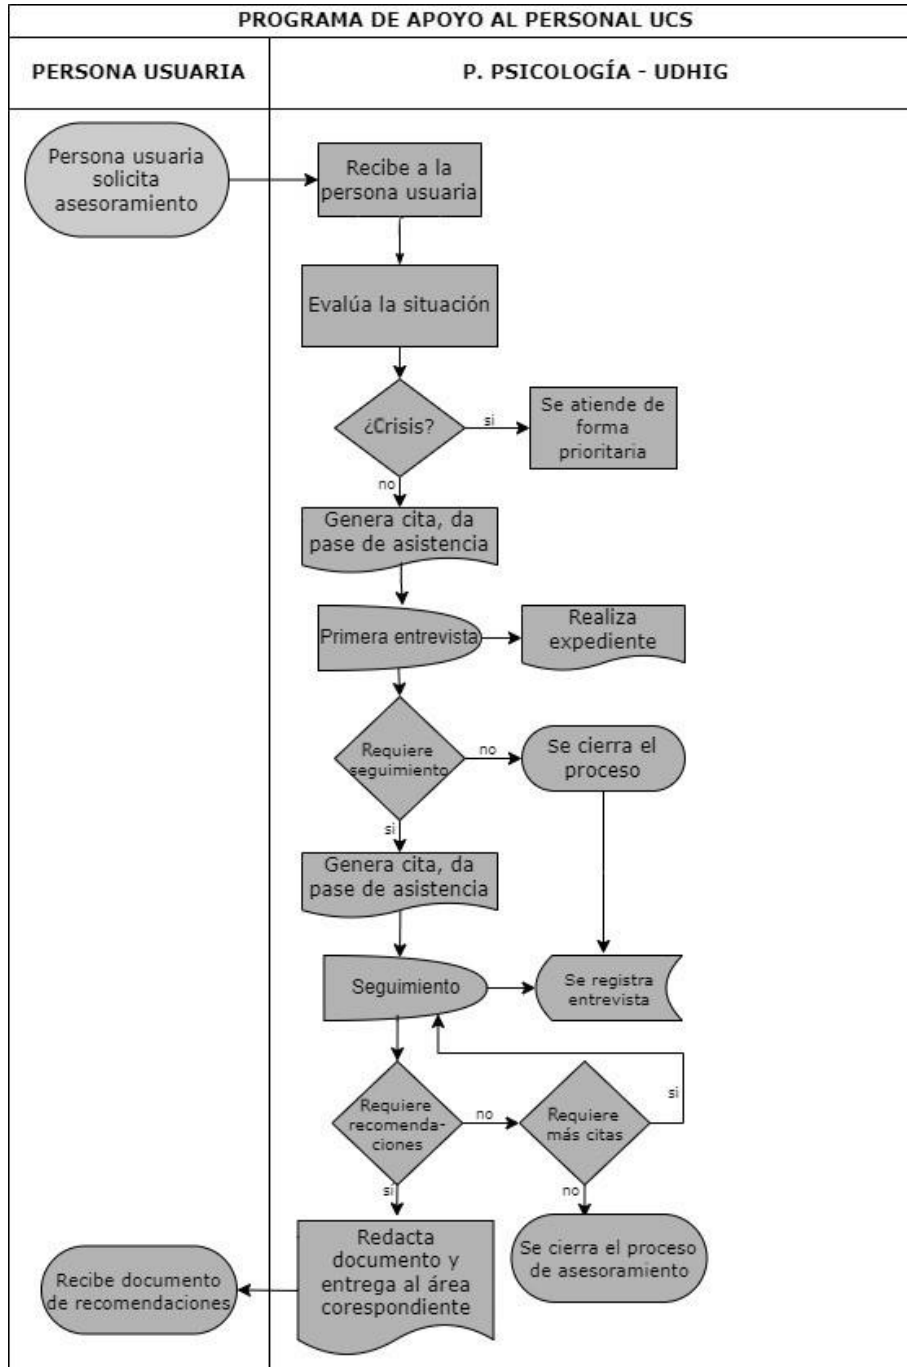 PROGRAMA DE APOYO AL PERSONAL UCS
PERSONA USUARIA
P. PSICOLOGÍA - UDHIG
Persona usuaria
solicita
asesoramiento
Recibe a la
persona usuaria
Evalúa la situación
¿Crisis?
si
Se atiende de
forma
prioritaria
no
Genera cita, da
pase de asistencia
Primera entrevista
Realiza
expediente
Requiere
seguimiento
no
Se cierra el
proceso
si
Genera cita, da
pase de asistencia
Seguimiento
Se registra
entrevista
Requiere
recomenda-
ciones
no
Requiere
más citas
si
sí
no
Redacta
documento y
entrega al área
corespondiente
Se cierra el proceso
de asesoramiento
Recibe documento
de recomendaciones